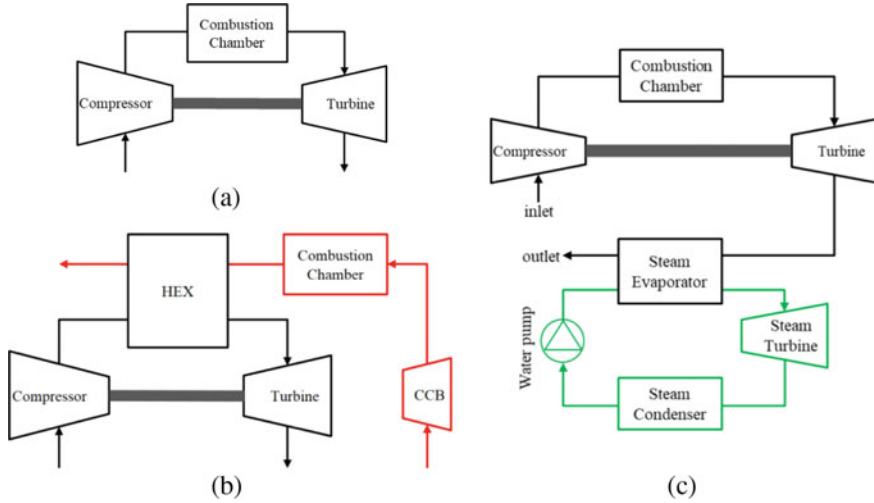 Combustion
Chamber
Compressor
Turbine
(a)
HEX
Combustion
Chamber
Compressor
Turbine
CCB
(b)
Combustion
Chamber
Compressor
Turbine
inlet
outlet
Steam
Evaporator
Water pump
Steam
Turbine
Steam
Condenser
(c)